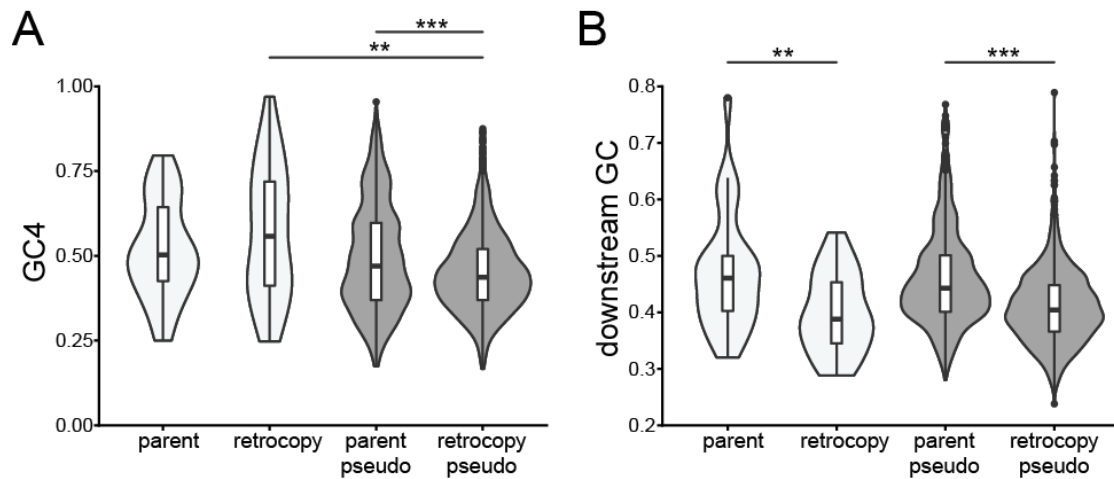 A
***
**
1.00
0.75
0.50
0.25
0.00
GC4
parent
retrocopy
parent
pseudo
retrocopy
pseudo
B
**
***
0.8
0.7
0.6
0.5
0.4
0.3
0.2
downstream GC
parent
retrocopy
parent
pseudo
retrocopy
pseudo